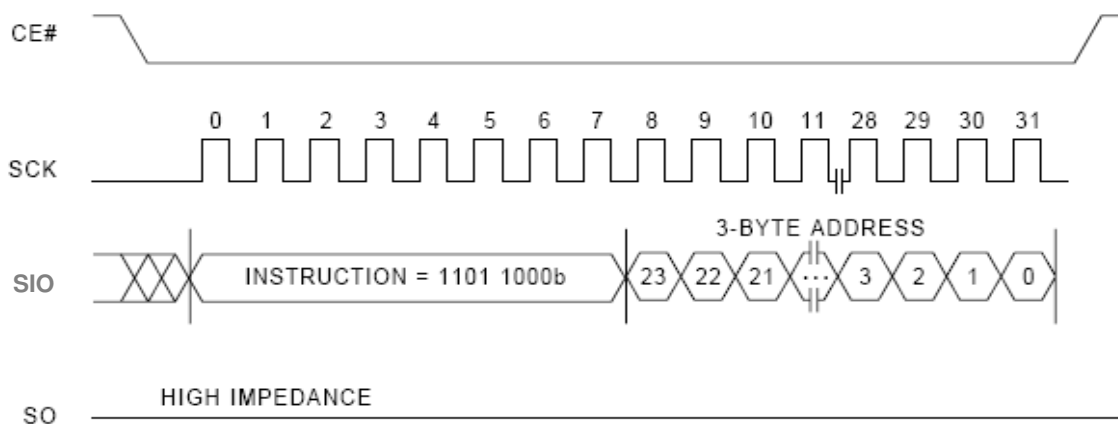 CE#
0 1 2 3 4 5 6 7 8 9 10 11 28 29 30 31
SCK
3-BYTE ADDRESS
SIO INSTRUCTION = 1101 1000b 23 22 21 ... 3 2 1 0
HIGH IMPEDANCE
SO